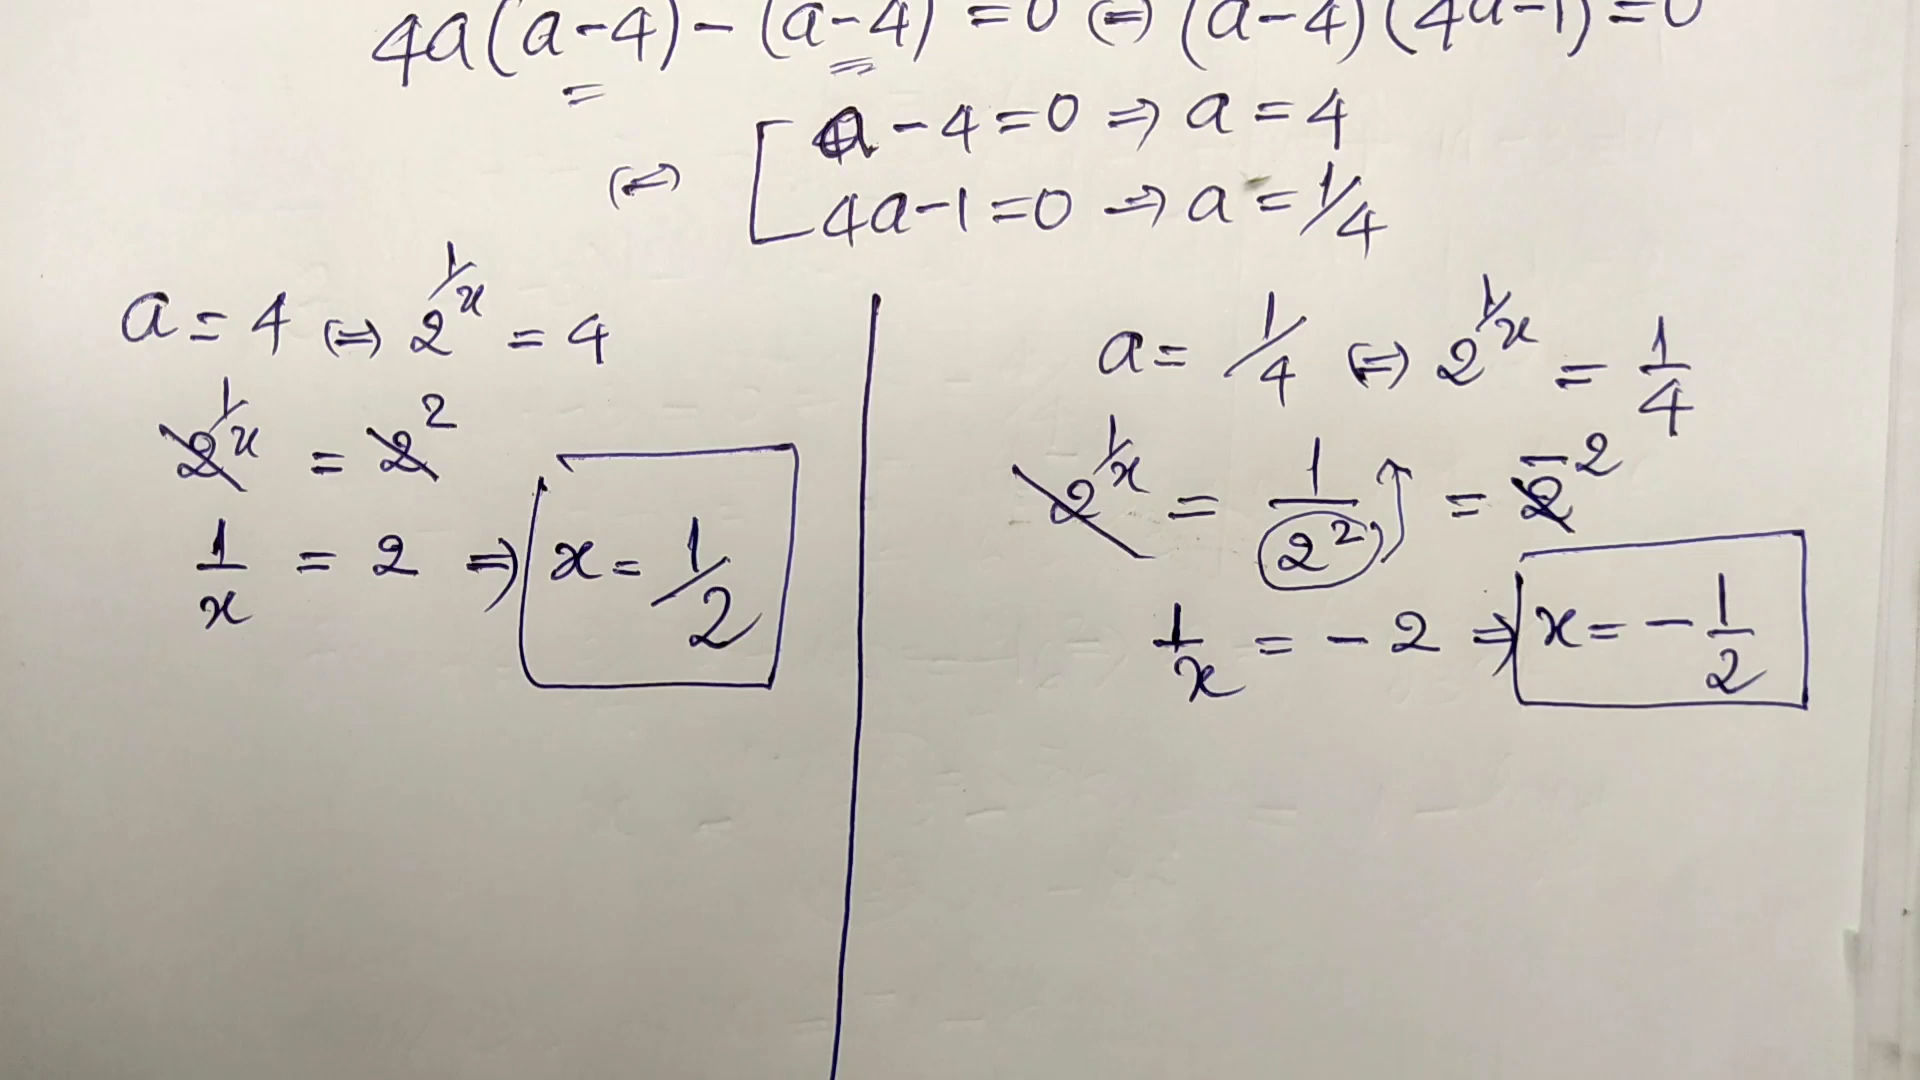 4a(a-4)-(a-4)=0 ⇔ (a-4)(4a-1)=0
a-4=0 ⇒ a=4
⇔ [ 4a-1=0 ⇒ a=1/4
a=4 ⇔ 2^{1/x}=4
2^{1/x}=2^2
1/x=2 ⇒ x=1/2
a=1/4 ⇔ 2^{1/x}=1/4
2^{1/x}=1/2^2=2^{-2}
1/x=-2 ⇒ x=-1/2